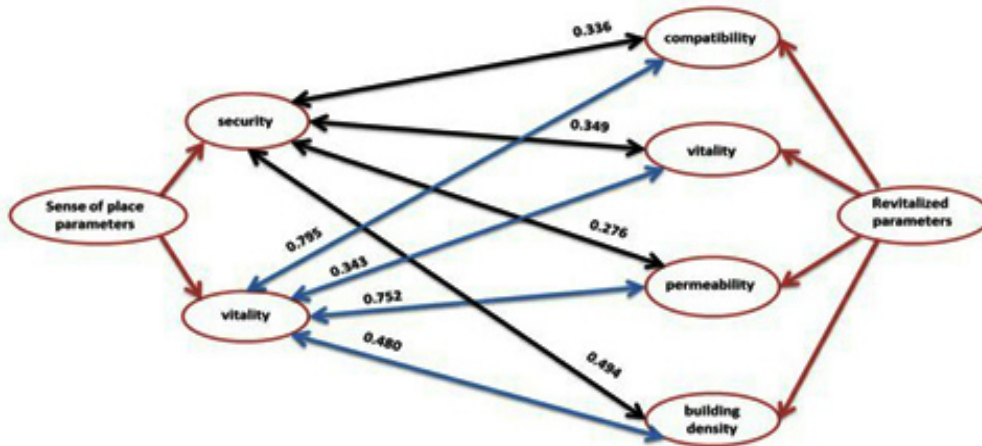 compatibility
0.336
security
0.349
vitality
Sense of place
parameters
Revitalized
parameters
0.276
0.795
0.343
permeability
0.752
vitality
0.480
0.494
building
density